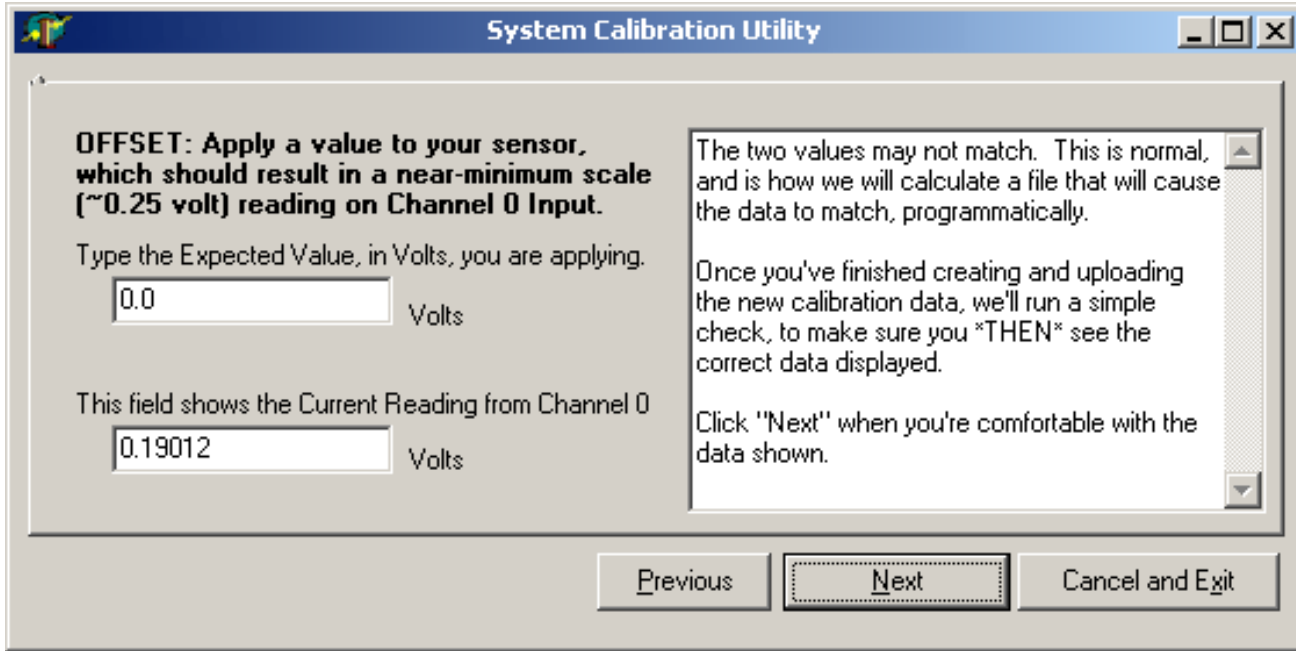 System Calibration Utility
OFFSET: Apply a value to your sensor,
which should result in a near-minimum scale
(~0.25 volt) reading on Channel 0 Input.
Type the Expected Value, in Volts, you are applying.
0.0
Volts
This field shows the Current Reading from Channel 0
0.19012
Volts
The two values may not match.  This is normal,
and is how we will calculate a file that will cause
the data to match, programmatically.
Once you've finished creating and uploading
the new calibration data, we'll run a simple
check, to make sure you *THEN* see the
correct data displayed.
Click "Next" when you're comfortable with the
data shown.
Previous
Next
Cancel and Exit